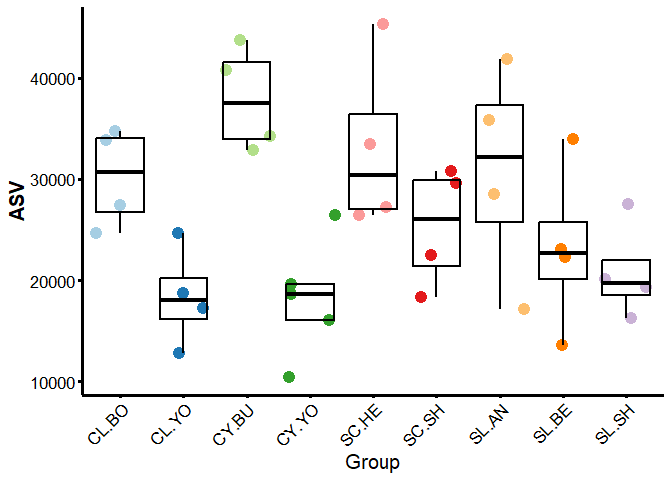 ASV
40000
30000
20000
10000
CL.BO CL.YO CY.BU CY.YO SC.HE SC.SH SL.AN SL.BE SL.SH
Group